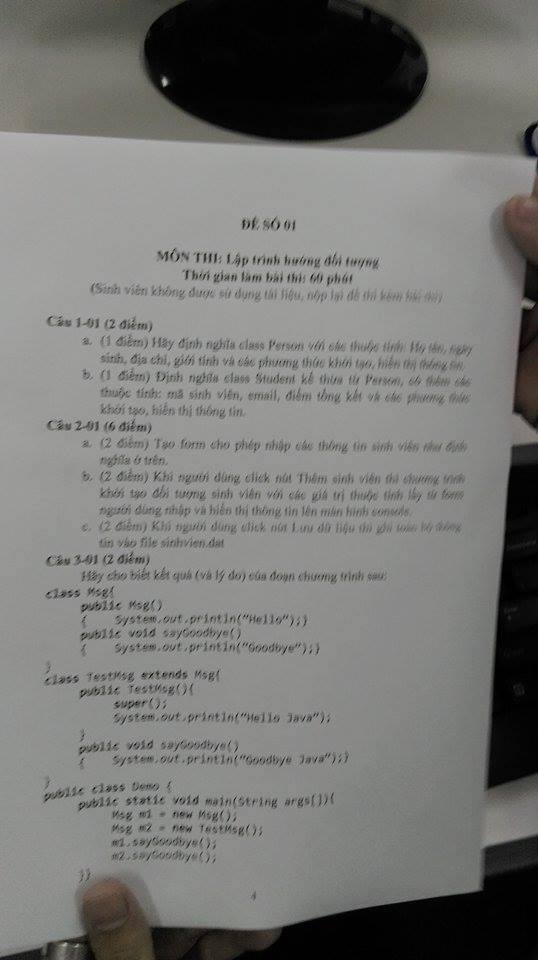 ĐỀ SỐ 01
MÔN THI: Lập trình hướng đối tượng
Thời gian làm bài thi: 60 phút
(Sinh viên không được sử dụng tài liệu, nộp lại đề thi kèm bài thi)
Câu 1-01 (2 điểm)
a. (1 điểm) Hãy định nghĩa class Person với các thuộc tính: Họ tên, ngày
sinh, địa chỉ, giới tính và các phương thức khởi tạo, hiển thị thông tin.
b. (1 điểm) Định nghĩa class Student kế thừa từ Person, có thêm các
thuộc tính: mã sinh viên, email, điểm tổng kết và các phương thức
khởi tạo, hiển thị thông tin.
Câu 2-01 (6 điểm)
a. (2 điểm) Tạo form cho phép nhập các thông tin sinh viên như định
nghĩa ở trên.
b. (2 điểm) Khi người dùng click nút Thêm sinh viên thì chương trình
khởi tạo đối tượng sinh viên với các giá trị thuộc tính lấy từ form
người dùng nhập và hiển thị thông tin lên màn hình console.
c. (2 điểm) Khi người dùng click nút Lưu dữ liệu thì ghi toàn bộ thông
tin vào file sinhvien.dat
Câu 3-01 (2 điểm)
Hãy cho biết kết quả (và lý do) của đoạn chương trình sau:
class Msg{
public Msg()
{ System.out.println("Hello");}
public void sayGoodbye()
{ System.out.println("Goodbye");}
}
class TestMsg extends Msg{
public TestMsg(){
super();
System.out.println("Hello Java");
}
public void sayGoodbye()
{ System.out.println("Goodbye Java");}
}
public class Demo {
public static void main(String args[]){
Msg m1 = new Msg();
Msg m2 = new TestMsg();
m1.sayGoodbye();
m2.sayGoodbye();
}}
4